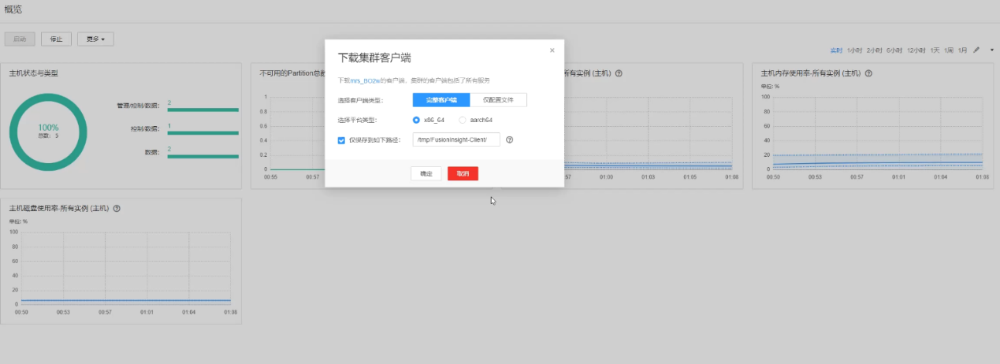 概览
启动 停止 更多
实时 1小时 2小时 6小时 12小时 1天 1周 1月
主机状态与类型
100%
总数: 5
管理/控制/数据: 2
控制/数据: 1
数据: 2
不可用的Partition总数
1
0.8
0.6
0.4
0.2
0
00:55 00:57
下载集群客户端
×
下载mrs_BO2w的客户端。集群的客户端包括了所有服务
选择客户端类型: 完整客户端 仅配置文件
选择平台类型: x86_64 aarch64
仅保存到如下路径: /tmp/FusionInsight-Client/
确定 取消
所有实例 (主机)
:57 01:00 01:03 01:05 01:08
主机内存使用率-所有实例 (主机)
单位: %
100
80
60
40
20
0
00:50 00:53 00:57 01:01 01:04 01:08
主机磁盘使用率-所有实例 (主机)
单位: %
100
80
60
40
20
0
00:50 00:53 00:57 01:01 01:04 01:08